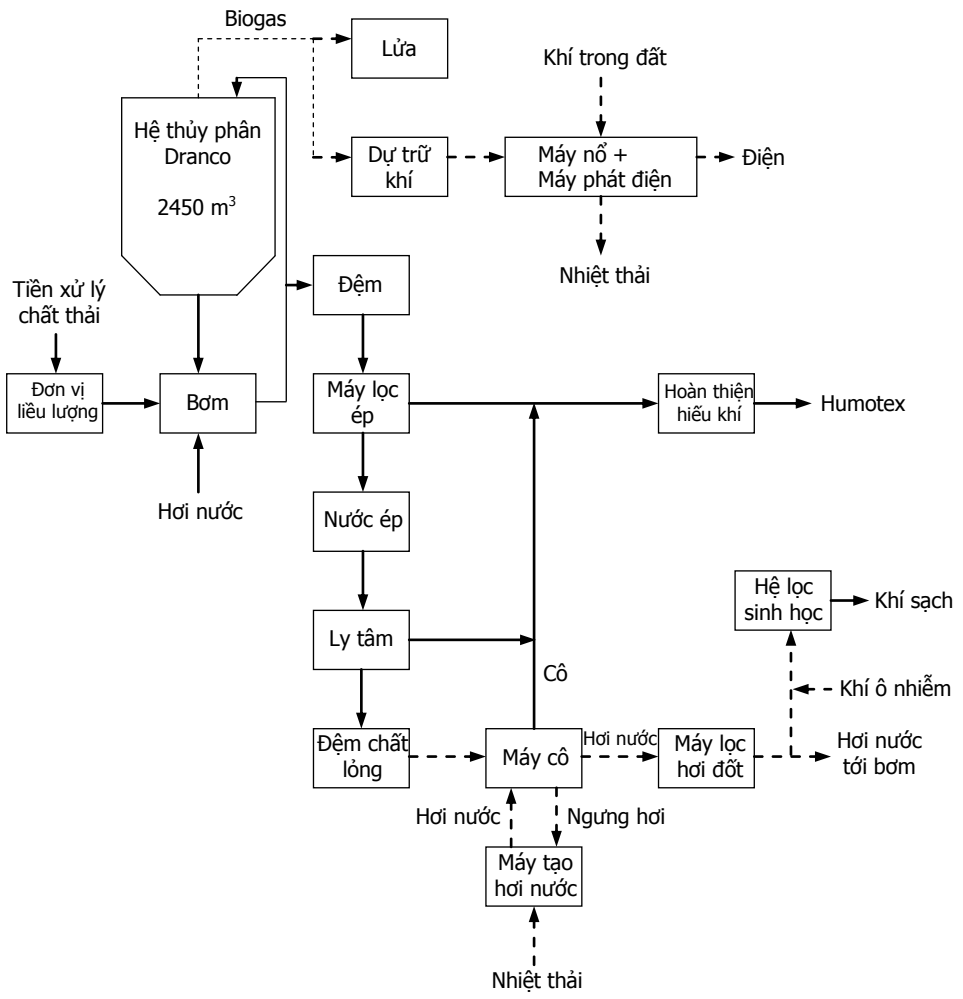 Biogas
Lửa
Khí trong đất
Hệ thủy phân
Dranco
2450 m³
Dự trữ
khí
Máy nổ +
Máy phát điện
Điện
Nhiệt thải
Đệm
Tiền xử lý
chất thải
Đơn vị
liều lượng
Bơm
Máy lọc
ép
Hoàn thiện
hiếu khí
Humotex
Hơi nước
Nước ép
Hệ lọc
sinh học
Khí sạch
Ly tâm
Cô
Khí ô nhiễm
Đệm chất
lỏng
Máy cô
Hơi nước
Máy lọc
hơi đốt
Hơi nước
tới bơm
Hơi nước
Ngưng hơi
Máy tạo
hơi nước
Nhiệt thải